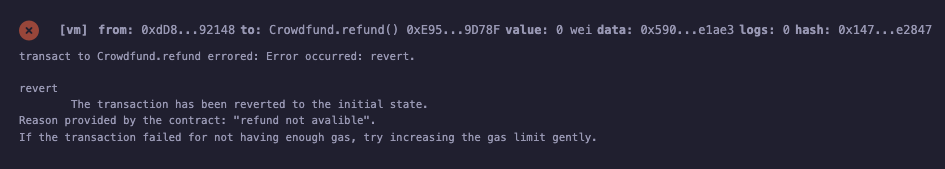 [vm] from: 0xdD8...92148 to: Crowdfund.refund() 0xE95...9D78F value: 0 wei data: 0x590...e1ae3 logs: 0 hash: 0x147...e2847
transact to Crowdfund.refund errored: Error occurred: revert.
revert
The transaction has been reverted to the initial state.
Reason provided by the contract: "refund not avalible".
If the transaction failed for not having enough gas, try increasing the gas limit gently.